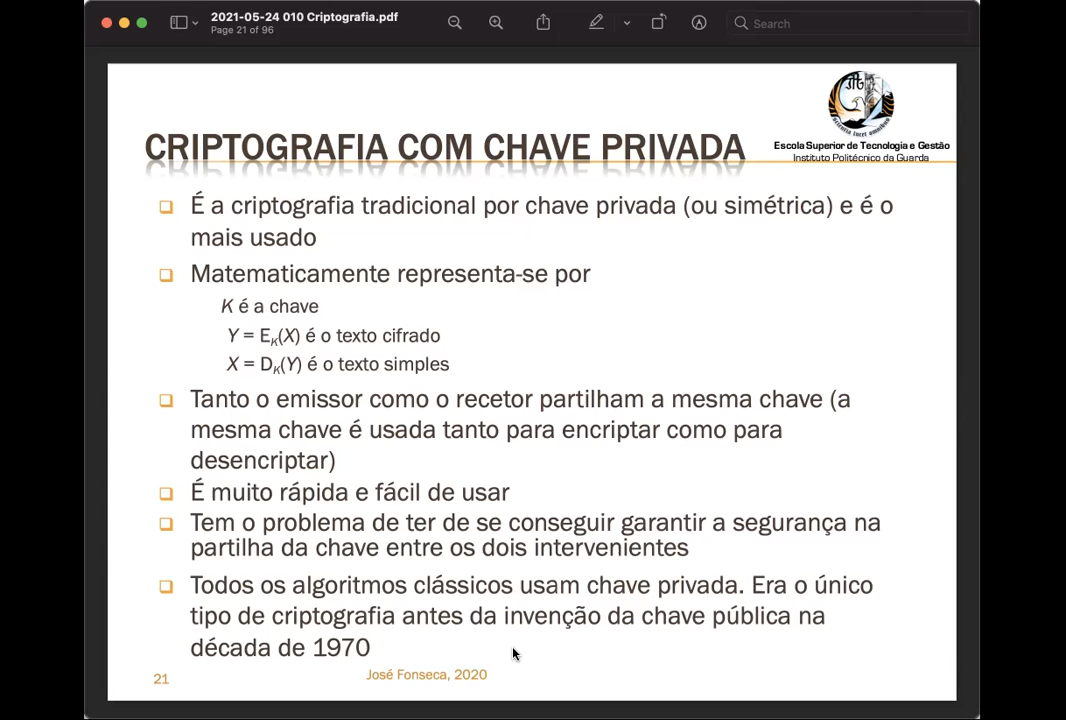 2021-05-24 010 Criptografia.pdf
Page 21 of 96
Search
CRIPTOGRAFIA COM CHAVE PRIVADA
Escola Superior de Tecnologia e Gestão
Instituto Politécnico da Guarda
É a criptografia tradicional por chave privada (ou simétrica) e é o
mais usado
Matematicamente representa-se por
K é a chave
Y = EK(X) é o texto cifrado
X = DK(Y) é o texto simples
Tanto o emissor como o recetor partilham a mesma chave (a
mesma chave é usada tanto para encriptar como para
desencriptar)
É muito rápida e fácil de usar
Tem o problema de ter de se conseguir garantir a segurança na
partilha da chave entre os dois intervenientes
Todos os algoritmos clássicos usam chave privada. Era o único
tipo de criptografia antes da invenção da chave pública na
década de 1970
21
José Fonseca, 2020